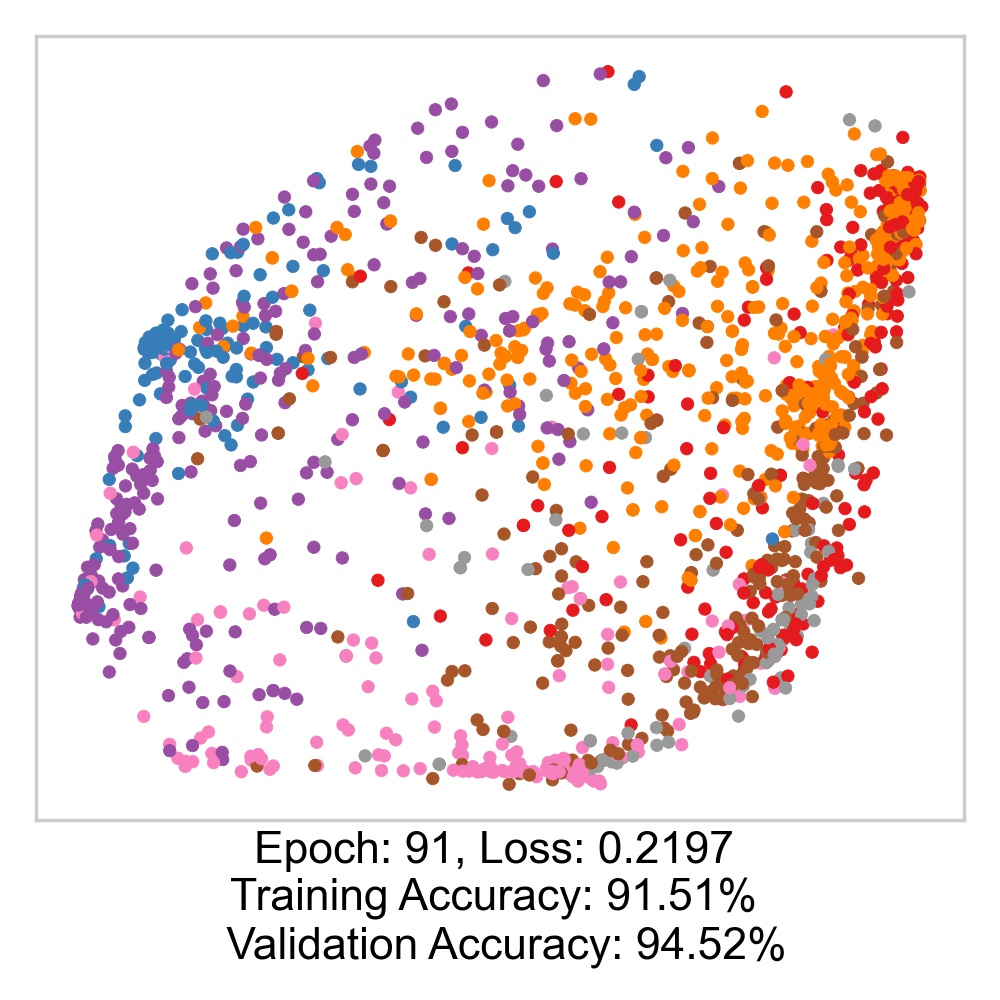 Epoch: 91, Loss: 0.2197
Training Accuracy: 91.51%
Validation Accuracy: 94.52%